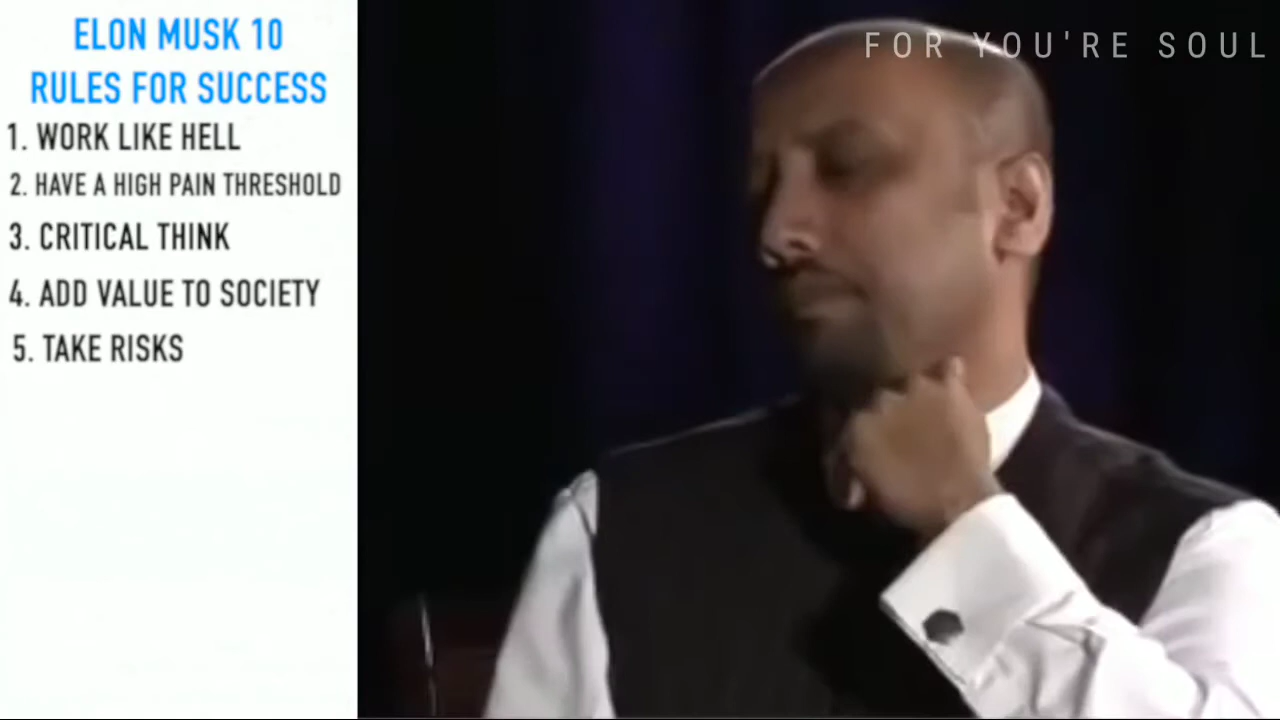 ELON MUSK 10
RULES FOR SUCCESS
1. WORK LIKE HELL
2. HAVE A HIGH PAIN THRESHOLD
3. CRITICAL THINK
4. ADD VALUE TO SOCIETY
5. TAKE RISKS
FOR YOU'RE SOUL